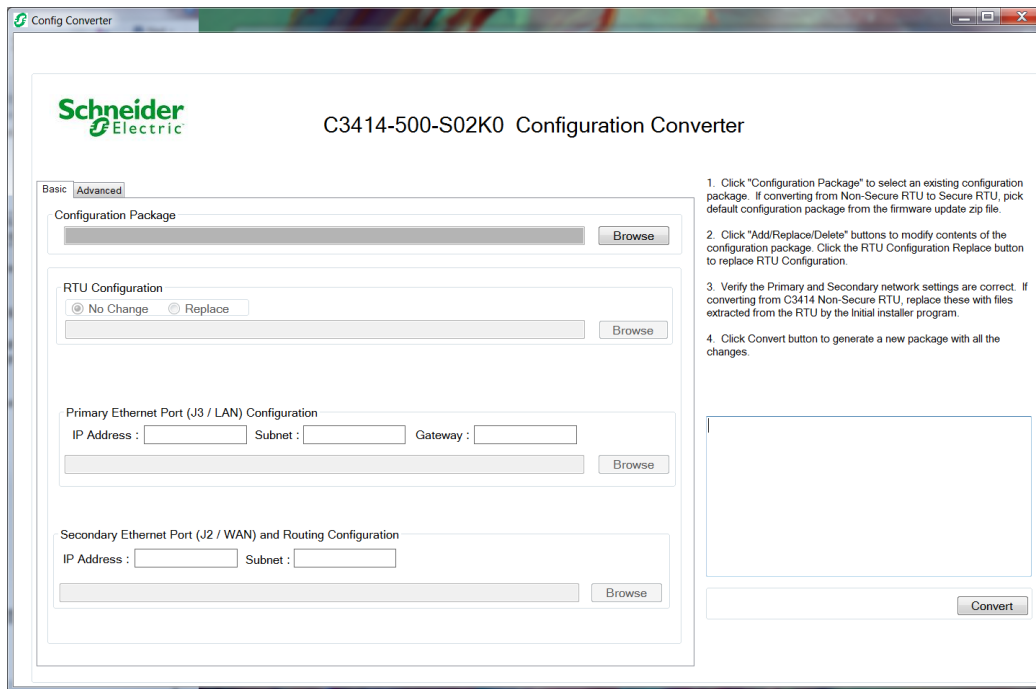 Config Converter
Schneider
Electric
C3414-500-S02K0 Configuration Converter
Basic
Advanced
Configuration Package
Browse
RTU Configuration
No Change
Replace
Browse
Primary Ethernet Port (J3 / LAN) Configuration
IP Address :
Subnet :
Gateway :
Browse
Secondary Ethernet Port (J2 / WAN) and Routing Configuration
IP Address :
Subnet :
Browse
1. Click "Configuration Package" to select an existing configuration
package. If converting from Non-Secure RTU to Secure RTU, pick
default configuration package from the firmware update zip file.
2. Click "Add/Replace/Delete" buttons to modify contents of the
configuration package. Click the RTU Configuration Replace button
to replace RTU Configuration.
3. Verify the Primary and Secondary network settings are correct. If
converting from C3414 Non-Secure RTU, replace these with files
extracted from the RTU by the Initial installer program.
4. Click Convert button to generate a new package with all the
changes.
Convert